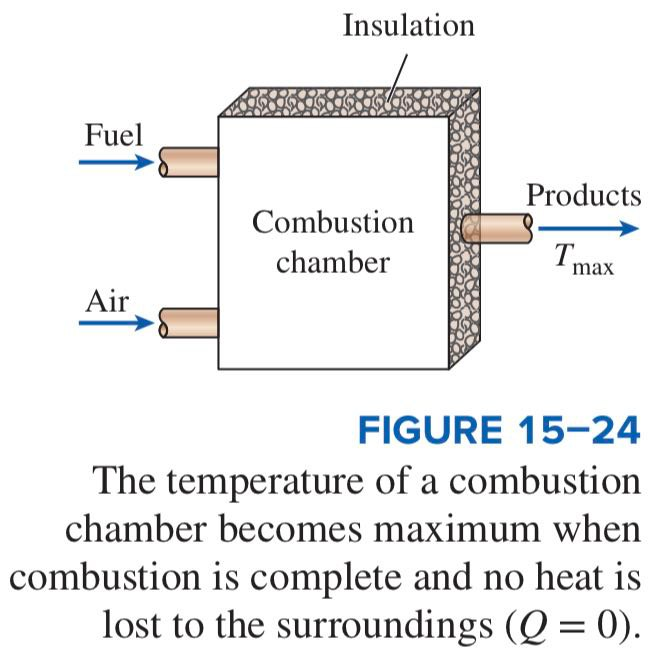 Insulation
Fuel
Products
Combustion
chamber
T_max
Air
FIGURE 15–24
The temperature of a combustion
chamber becomes maximum when
combustion is complete and no heat is
lost to the surroundings (Q = 0).